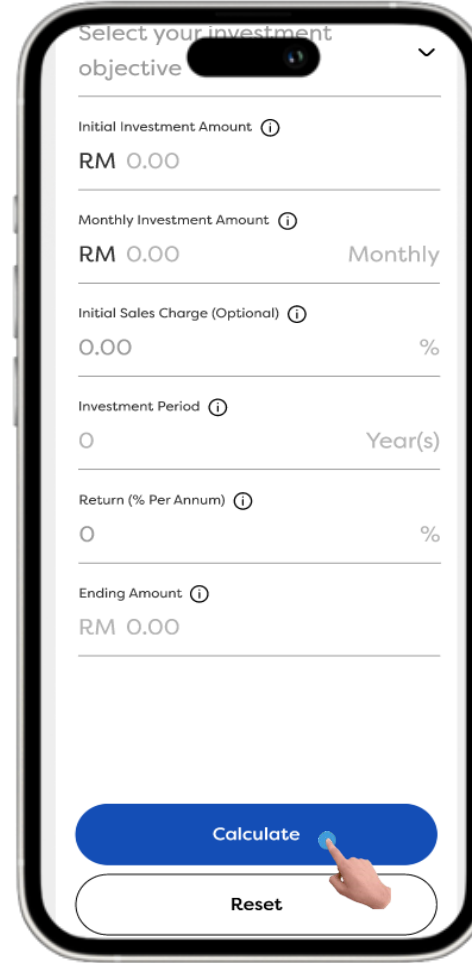 Select your investment
objective
Initial Investment Amount
RM 0.00
Monthly Investment Amount
RM 0.00 Monthly
Initial Sales Charge (Optional)
0.00 %
Investment Period
0 Year(s)
Return (% Per Annum)
0 %
Ending Amount
RM 0.00
Calculate
Reset